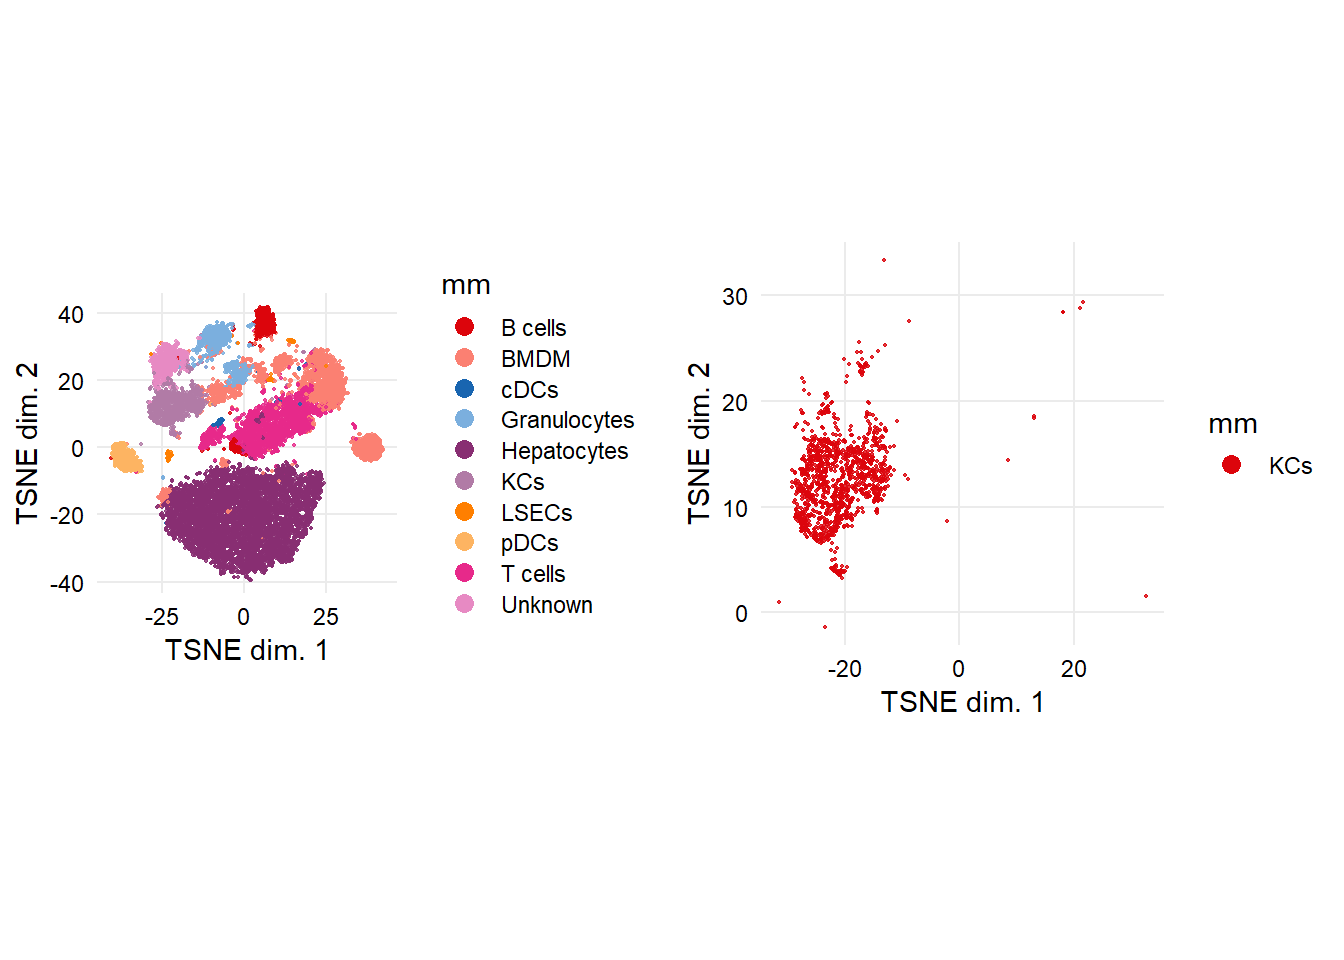 mm
B cells
BMDM
cDCs
Granulocytes
Hepatocytes
KCs
LSECs
pDCs
T cells
Unknown
40
20
0
-20
-40
-25
0
25
TSNE dim. 1
TSNE dim. 2
30
20
10
0
-20
0
20
TSNE dim. 1
TSNE dim. 2
mm
KCs